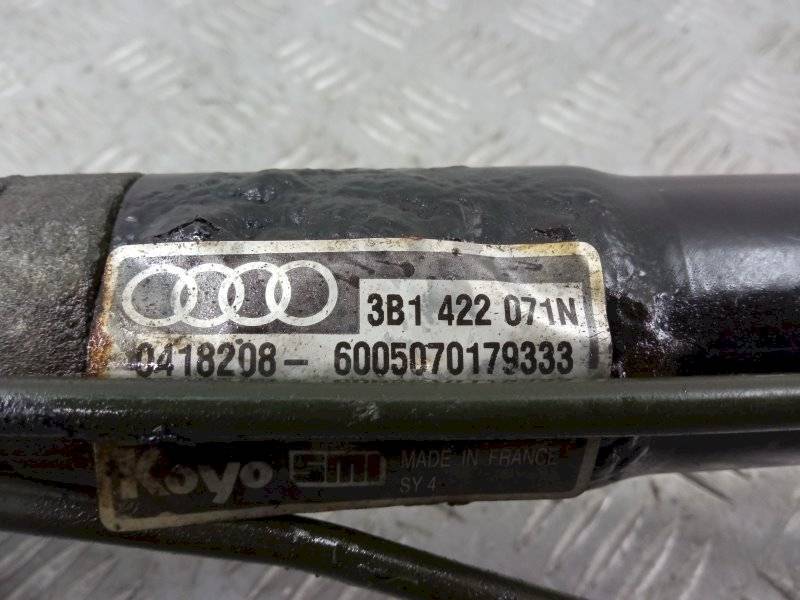 3B1 422 071N
0418208- 6005070179333
Koyo SMI MADE IN FRANCE
SY 4